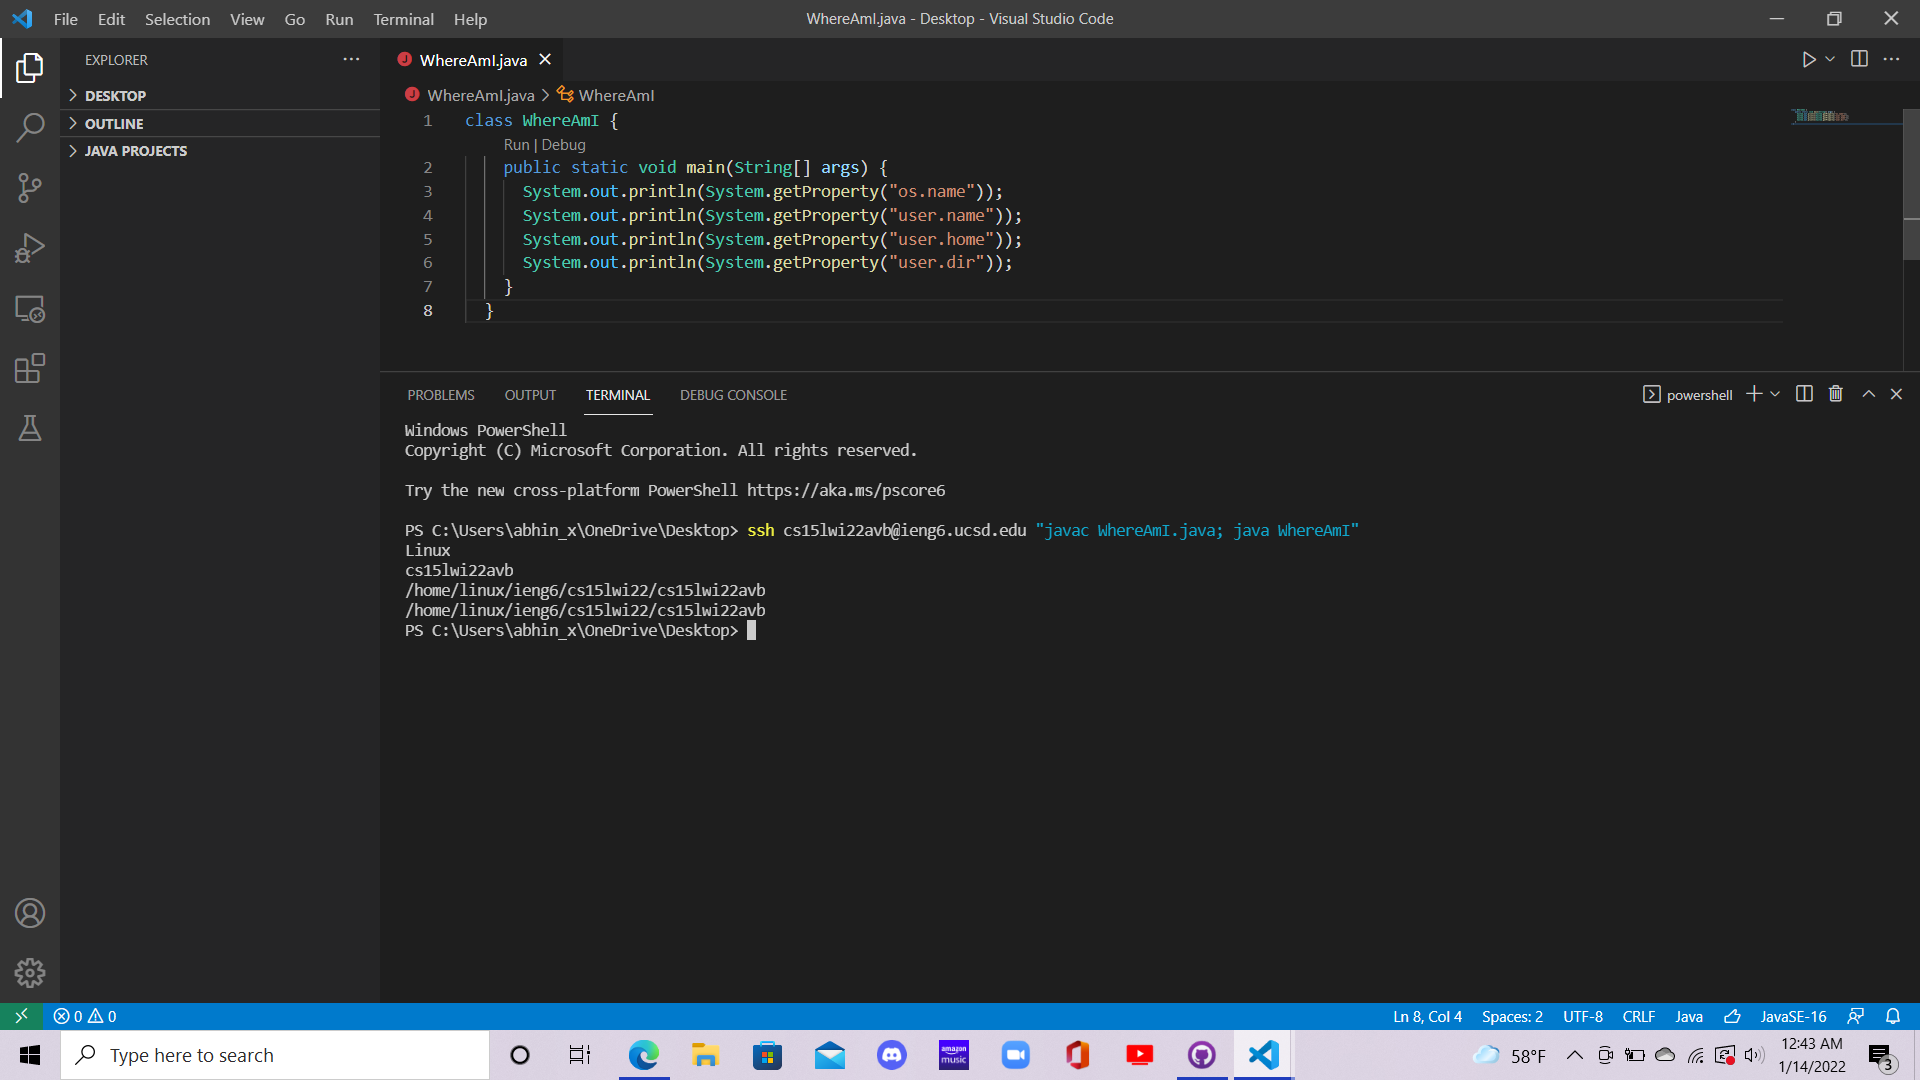 File Edit Selection View Go Run Terminal Help
WhereAmI.java - Desktop - Visual Studio Code
EXPLORER
DESKTOP
OUTLINE
JAVA PROJECTS
WhereAmI.java
WhereAmI.java > WhereAmI
1 class WhereAmI {
Run | Debug
2 public static void main(String[] args) {
3 System.out.println(System.getProperty("os.name"));
4 System.out.println(System.getProperty("user.name"));
5 System.out.println(System.getProperty("user.home"));
6 System.out.println(System.getProperty("user.dir"));
7 }
8 }
PROBLEMS OUTPUT TERMINAL DEBUG CONSOLE
powershell
Windows PowerShell
Copyright (C) Microsoft Corporation. All rights reserved.
Try the new cross-platform PowerShell https://aka.ms/pscore6
PS C:\Users\abhin_x\OneDrive\Desktop> ssh cs15lwi22avb@ieng6.ucsd.edu "javac WhereAmI.java; java WhereAmI"
Linux
cs15lwi22avb
/home/linux/ieng6/cs15lwi22/cs15lwi22avb
/home/linux/ieng6/cs15lwi22/cs15lwi22avb
PS C:\Users\abhin_x\OneDrive\Desktop>
0 0
Ln 8, Col 4 Spaces: 2 UTF-8 CRLF Java JavaSE-16
Type here to search
amazon music
58°F
12:43 AM
1/14/2022
3